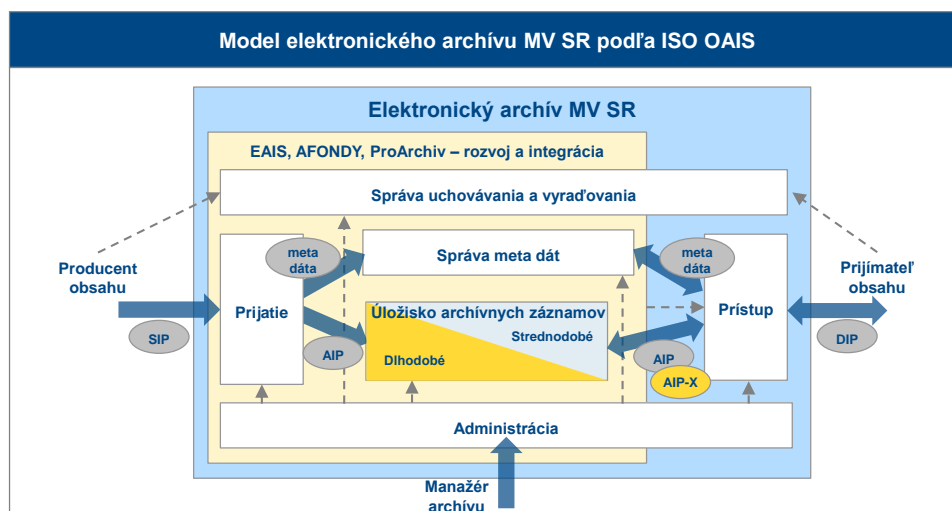 Model elektronického archívu MV SR podľa ISO OAIS
Elektronický archív MV SR
EAIS, AFONDY, ProArchiv – rozvoj a integrácia
Správa uchovávania a vyraďovania
Producent
obsahu
SIP
Prijatie
meta
dáta
AIP
Správa meta dát
Úložisko archívnych záznamov
Strednodobé
Dlhodobé
meta
dáta
AIP
AIP-X
Prístup
Prijímateľ
obsahu
DIP
Administrácia
Manažér
archívu